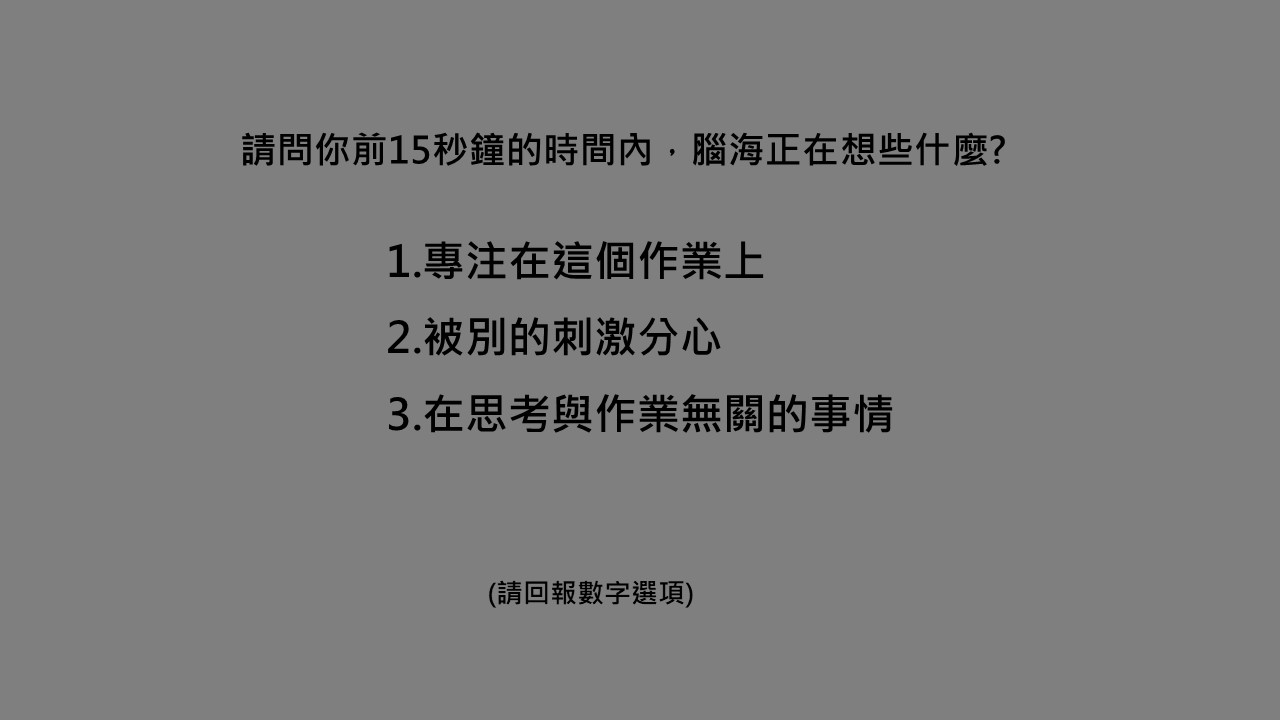 請問你前15秒鐘的時間內，腦海正在想些什麼?
1.專注在這個作業上
2.被別的刺激分心
3.在思考與作業無關的事情
(請回報數字選項)